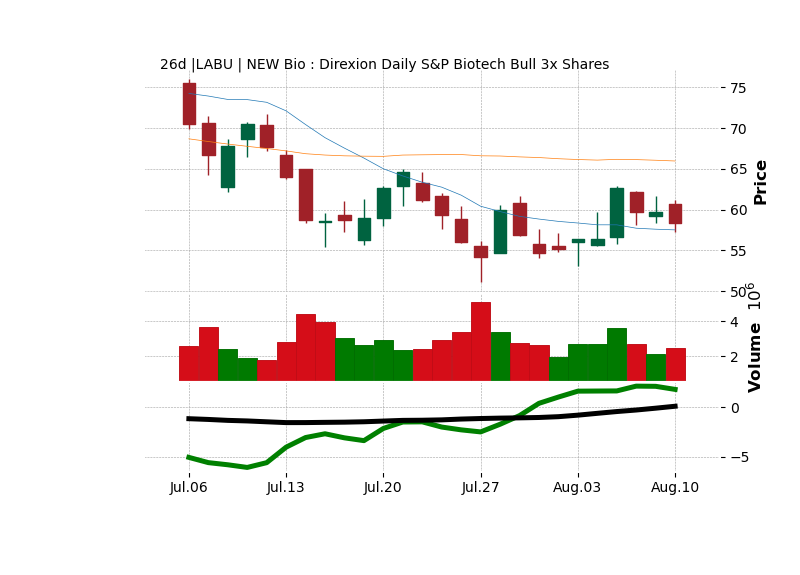 26d |LABU | NEW Bio : Direxion Daily S&P Biotech Bull 3x Shares
75
70
65
60
55
50
Price
10^6
4
2
Volume
0
−5
Jul.06 Jul.13 Jul.20 Jul.27 Aug.03 Aug.10